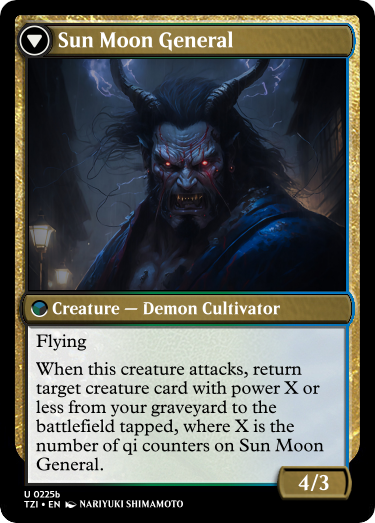 Sun Moon General
Creature — Demon Cultivator
Flying
When this creature attacks, return
target creature card with power X or
less from your graveyard to the
battlefield tapped, where X is the
number of qi counters on Sun Moon
General.
4/3
U 0225b
TZI • EN NARIYUKI SHIMAMOTO